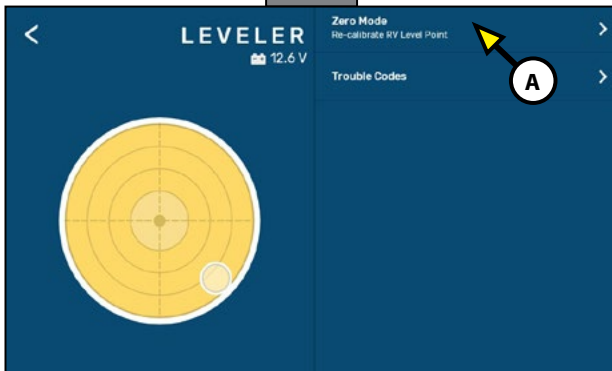 LEVELER
12.6 V
Zero Mode
Re-calibrate RV Level Point
Trouble Codes
A